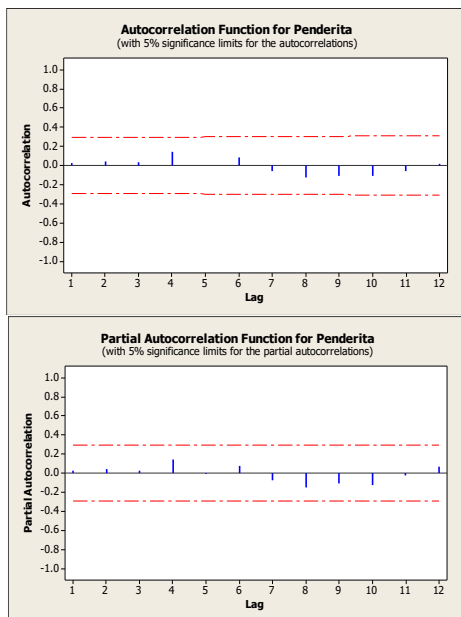 Autocorrelation Function for Penderita
(with 5% significance limits for the autocorrelations)
1.0
0.8
0.6
0.4
0.2
0.0
-0.2
-0.4
-0.6
-0.8
-1.0
Autocorrelation
1 2 3 4 5 6 7 8 9 10 11 12
Lag
Partial Autocorrelation Function for Penderita
(with 5% significance limits for the partial autocorrelations)
1.0
0.8
0.6
0.4
0.2
0.0
-0.2
-0.4
-0.6
-0.8
-1.0
Partial Autocorrelation
1 2 3 4 5 6 7 8 9 10 11 12
Lag